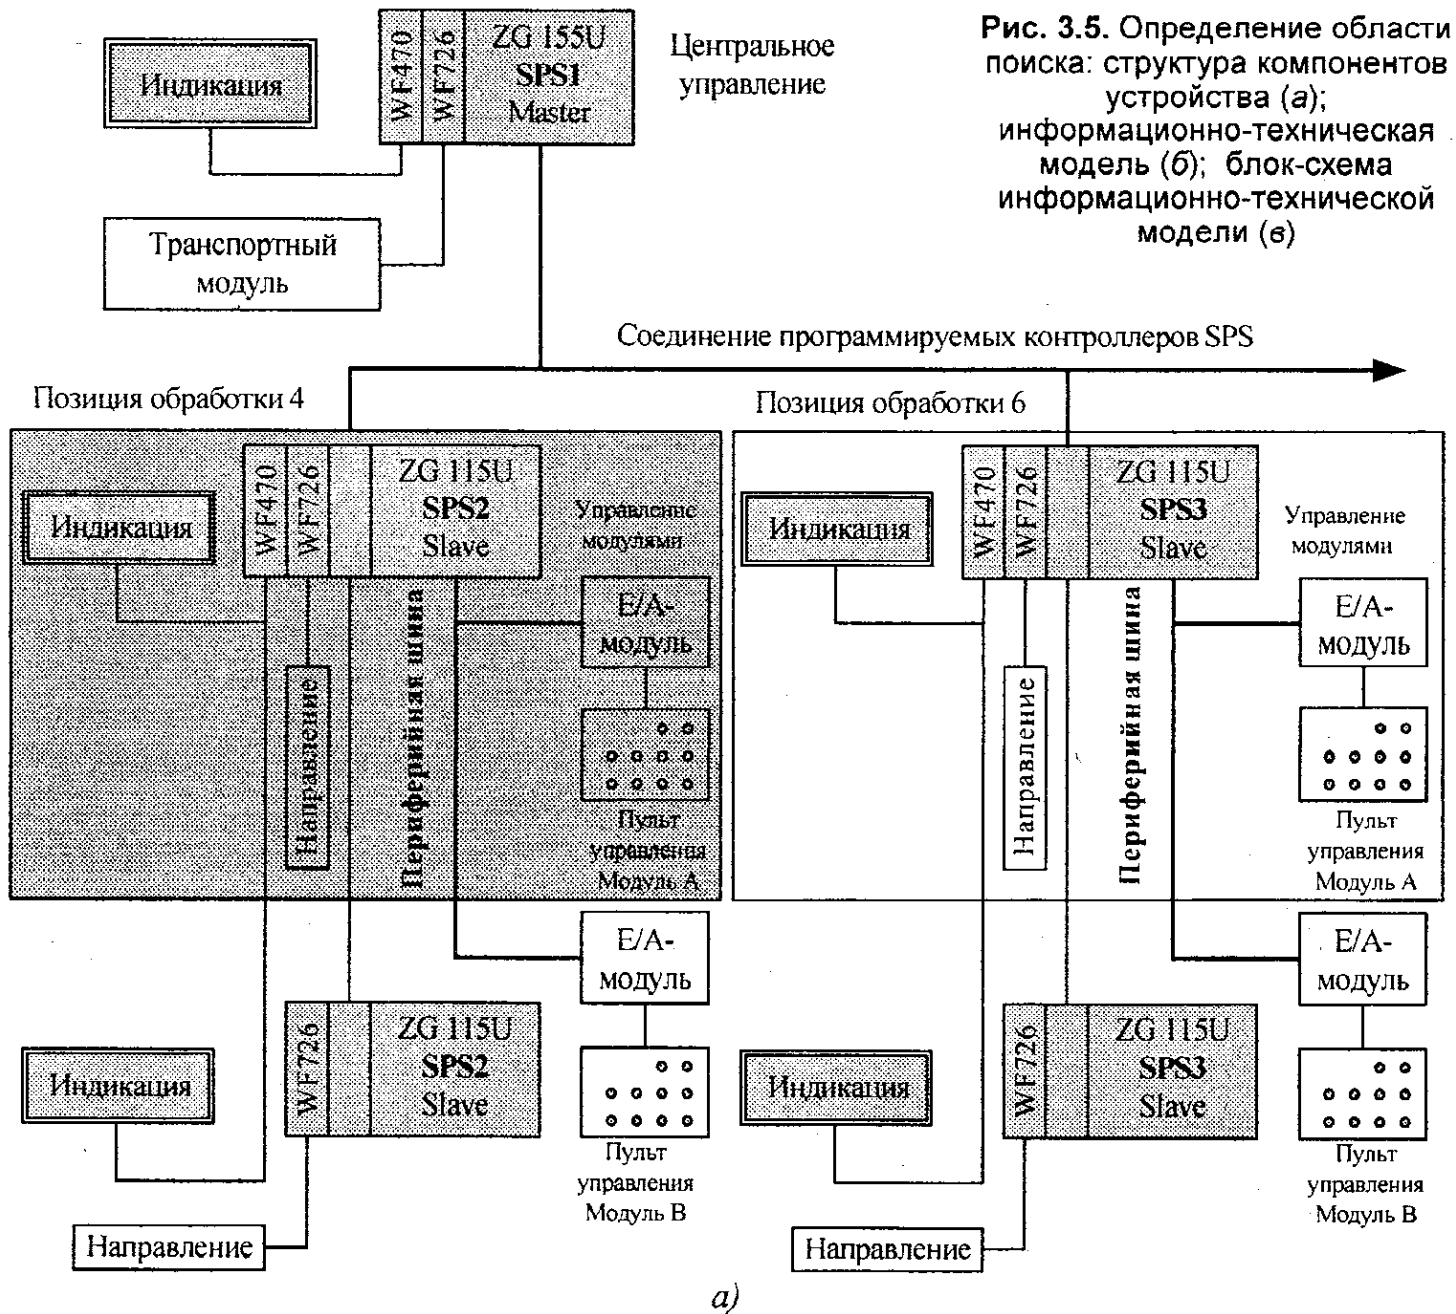 Рис. 3.5. Определение области
поиска: структура компонентов
устройства (а);
информационно-техническая
модель (б); блок-схема
информационно-технической
модели (в)
Индикация
WF470
WF726
ZG 155U
SPS1
Master
Центральное
управление
Транспортный
модуль
Соединение программируемых контроллеров SPS
Позиция обработки 4
Индикация
WF470
WF726
ZG 115U
SPS2
Slave
Управление
модулями
E/A-
модуль
Направление
Периферийная шина
Пульт
управления
Модуль A
E/A-
модуль
Индикация
WF726
ZG 115U
SPS2
Slave
Пульт
управления
Модуль B
Направление
Позиция обработки 6
Индикация
WF470
WF726
ZG 115U
SPS3
Slave
Управление
модулями
E/A-
модуль
Направление
Периферийная шина
Пульт
управления
Модуль A
E/A-
модуль
Индикация
WF726
ZG 115U
SPS3
Slave
Пульт
управления
Модуль B
Направление
а)